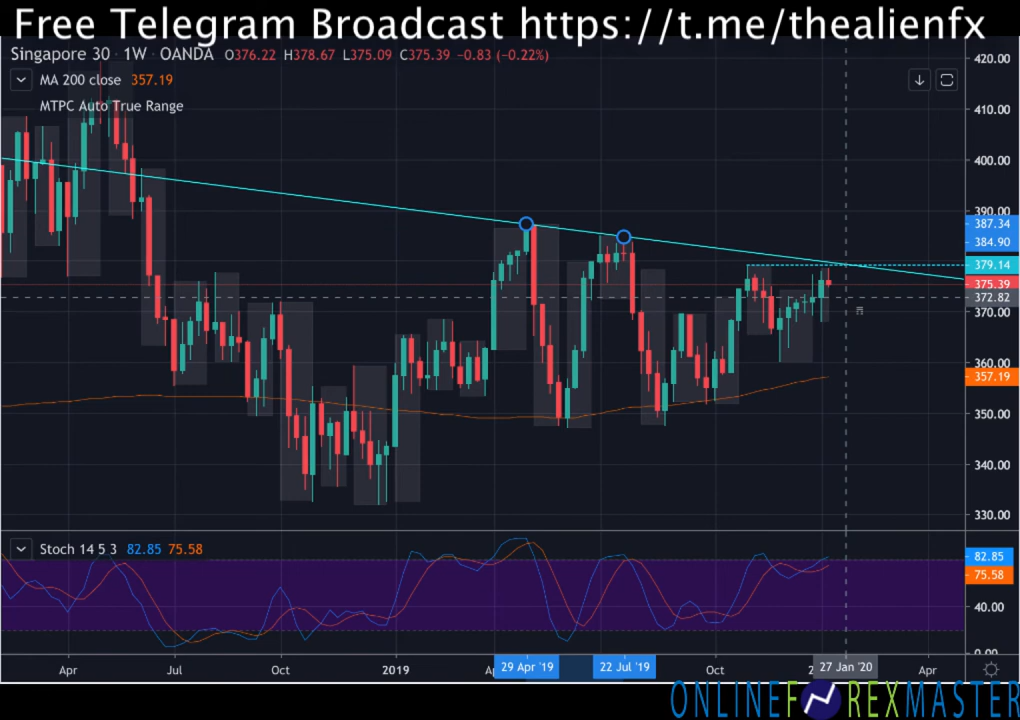 Free Telegram Broadcast https://t.me/thealienfx
Singapore 30 · 1W · OANDA O376.22 H378.67 L375.09 C375.39 −0.83 (−0.22%)
MA 200 close 357.19
MTPC Auto True Range
420.00
410.00
400.00
390.00
387.34
384.90
379.14
375.39
372.82
370.00
360.00
357.19
350.00
340.00
330.00
Stoch 14 5 3 82.85 75.58
82.85
75.58
40.00
0.00
Apr Jul Oct 2019 29 Apr '19 22 Jul '19 Oct 27 Jan '20 Apr
ONLINEFOREXMASTER